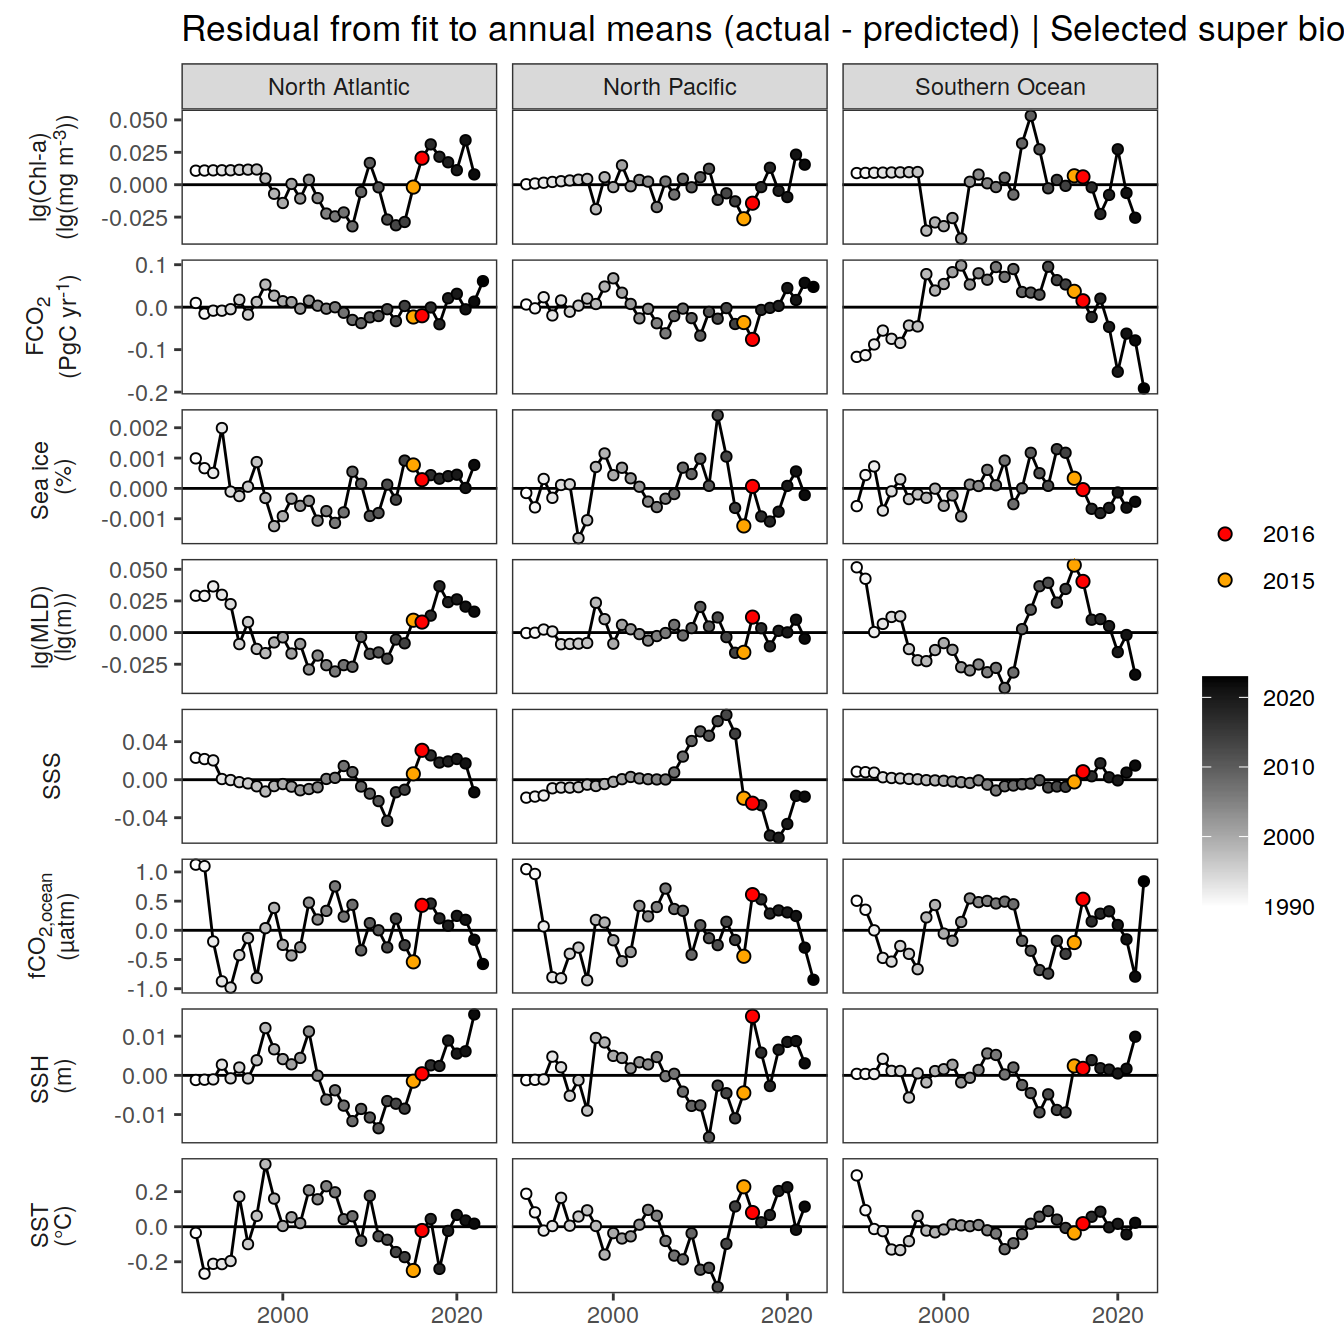 Residual from fit to annual means (actual - predicted) | Selected super bio
North Atlantic
North Pacific
Southern Ocean
lg(Chl-a)
(lg(mg m⁻³))
0.050
0.025
0.000
-0.025
FCO₂
(PgC yr⁻¹)
0.1
0.0
-0.1
-0.2
Sea ice
(%)
0.002
0.001
0.000
-0.001
lg(MLD)
(lg(m))
0.050
0.025
0.000
-0.025
SSS
0.04
0.00
-0.04
fCO₂,ocean
(µatm)
1.0
0.5
0.0
-0.5
-1.0
SSH
(m)
0.01
0.00
-0.01
SST
(°C)
0.2
0.0
-0.2
2000
2020
2000
2020
2000
2020
2016
2015
2020
2010
2000
1990